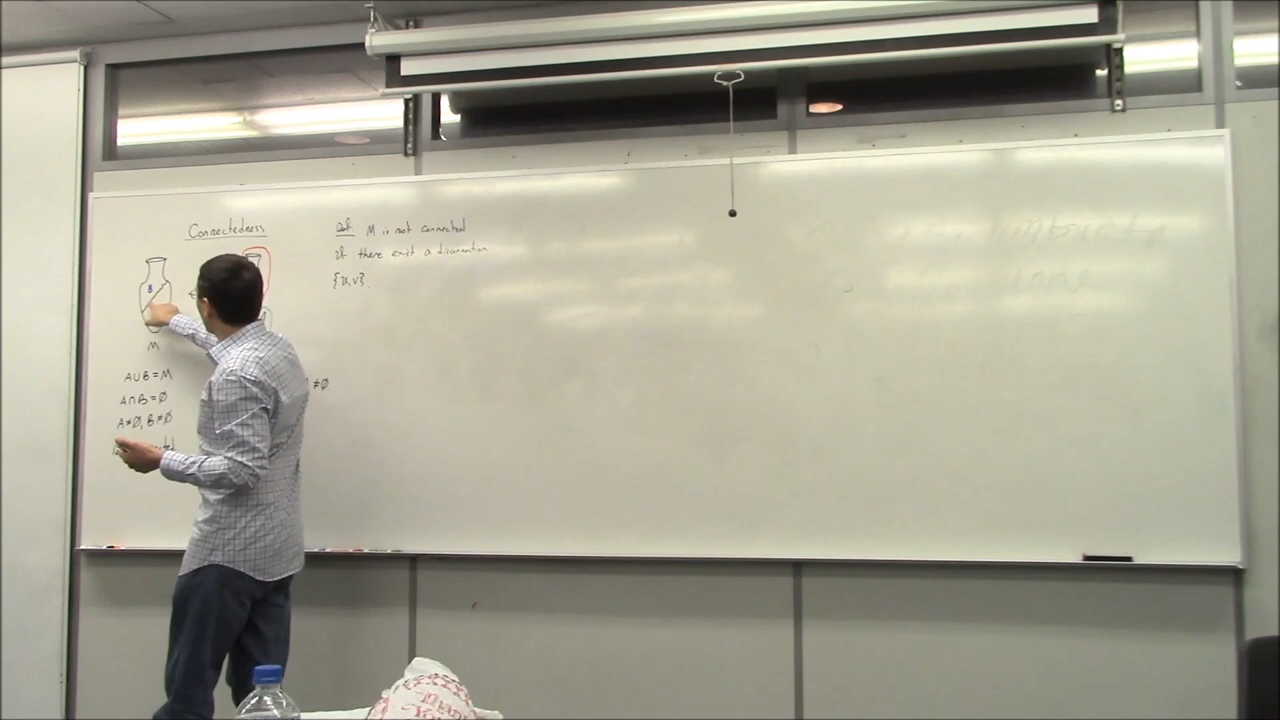 Connectedness
B
M
A∪B=M
A∩B=∅
A≠∅, B≠∅
≠∅
Def. M is not connected
if there exist a disconnection
{U,V}.